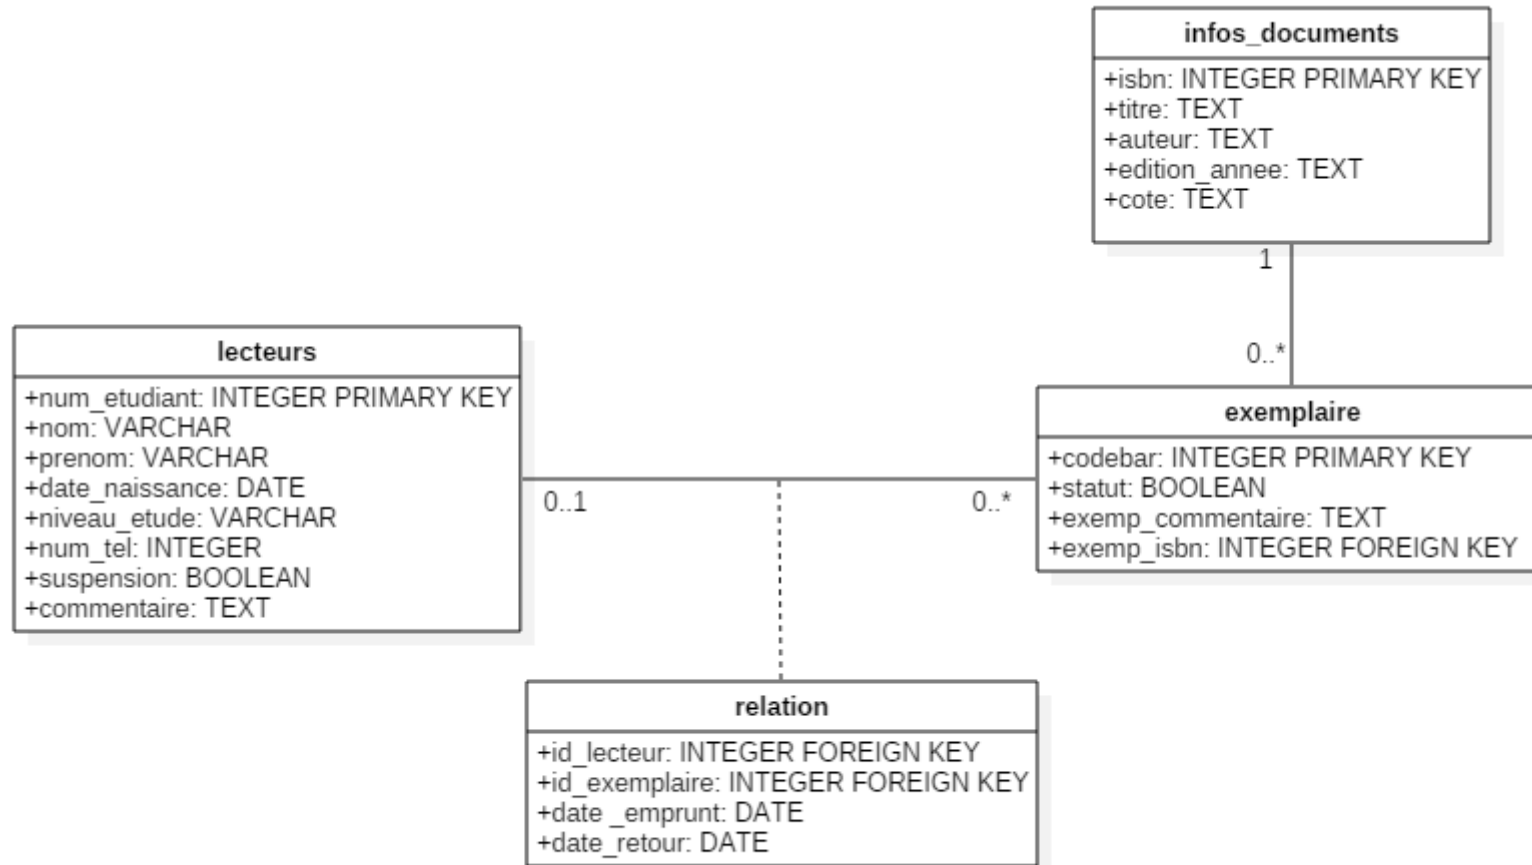 infos_documents
+isbn: INTEGER PRIMARY KEY
+titre: TEXT
+auteur: TEXT
+edition_annee: TEXT
+cote: TEXT
1
0..*
lecteurs
+num_etudiant: INTEGER PRIMARY KEY
+nom: VARCHAR
+prenom: VARCHAR
+date_naissance: DATE
+niveau_etude: VARCHAR
+num_tel: INTEGER
+suspension: BOOLEAN
+commentaire: TEXT
0..1
0..*
exemplaire
+codebar: INTEGER PRIMARY KEY
+statut: BOOLEAN
+exemp_commentaire: TEXT
+exemp_isbn: INTEGER FOREIGN KEY
relation
+id_lecteur: INTEGER FOREIGN KEY
+id_exemplaire: INTEGER FOREIGN KEY
+date _emprunt: DATE
+date_retour: DATE